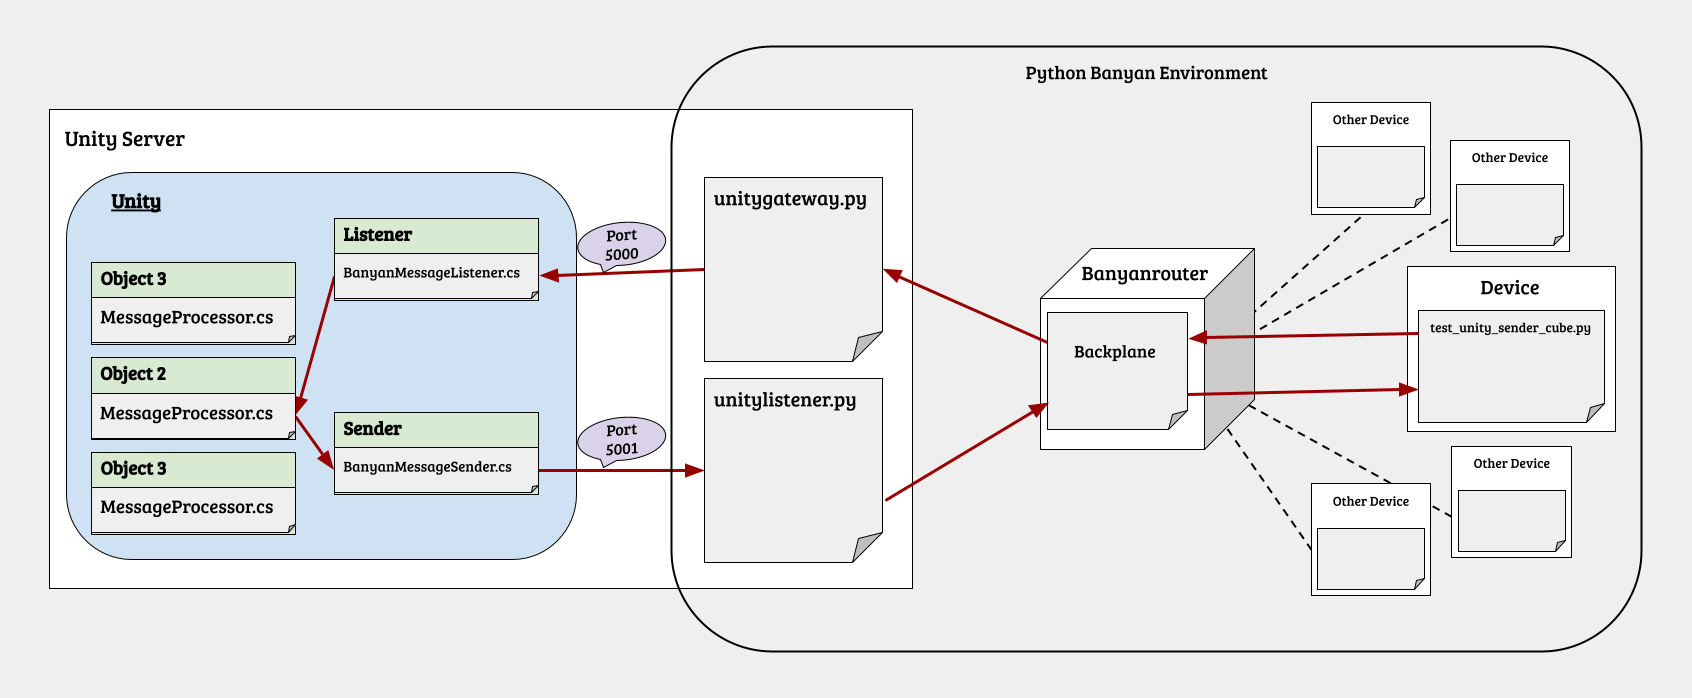 Python Banyan Environment
Unity Server
Unity
Object 3
MessageProcessor.cs
Object 2
MessageProcessor.cs
Object 3
MessageProcessor.cs
Listener
BanyanMessageListener.cs
Sender
BanyanMessageSender.cs
Port
5000
Port
5001
unitygateway.py
unitylistener.py
Banyanrouter
Backplane
Other Device
Other Device
Device
test_unity_sender_cube.py
Other Device
Other Device